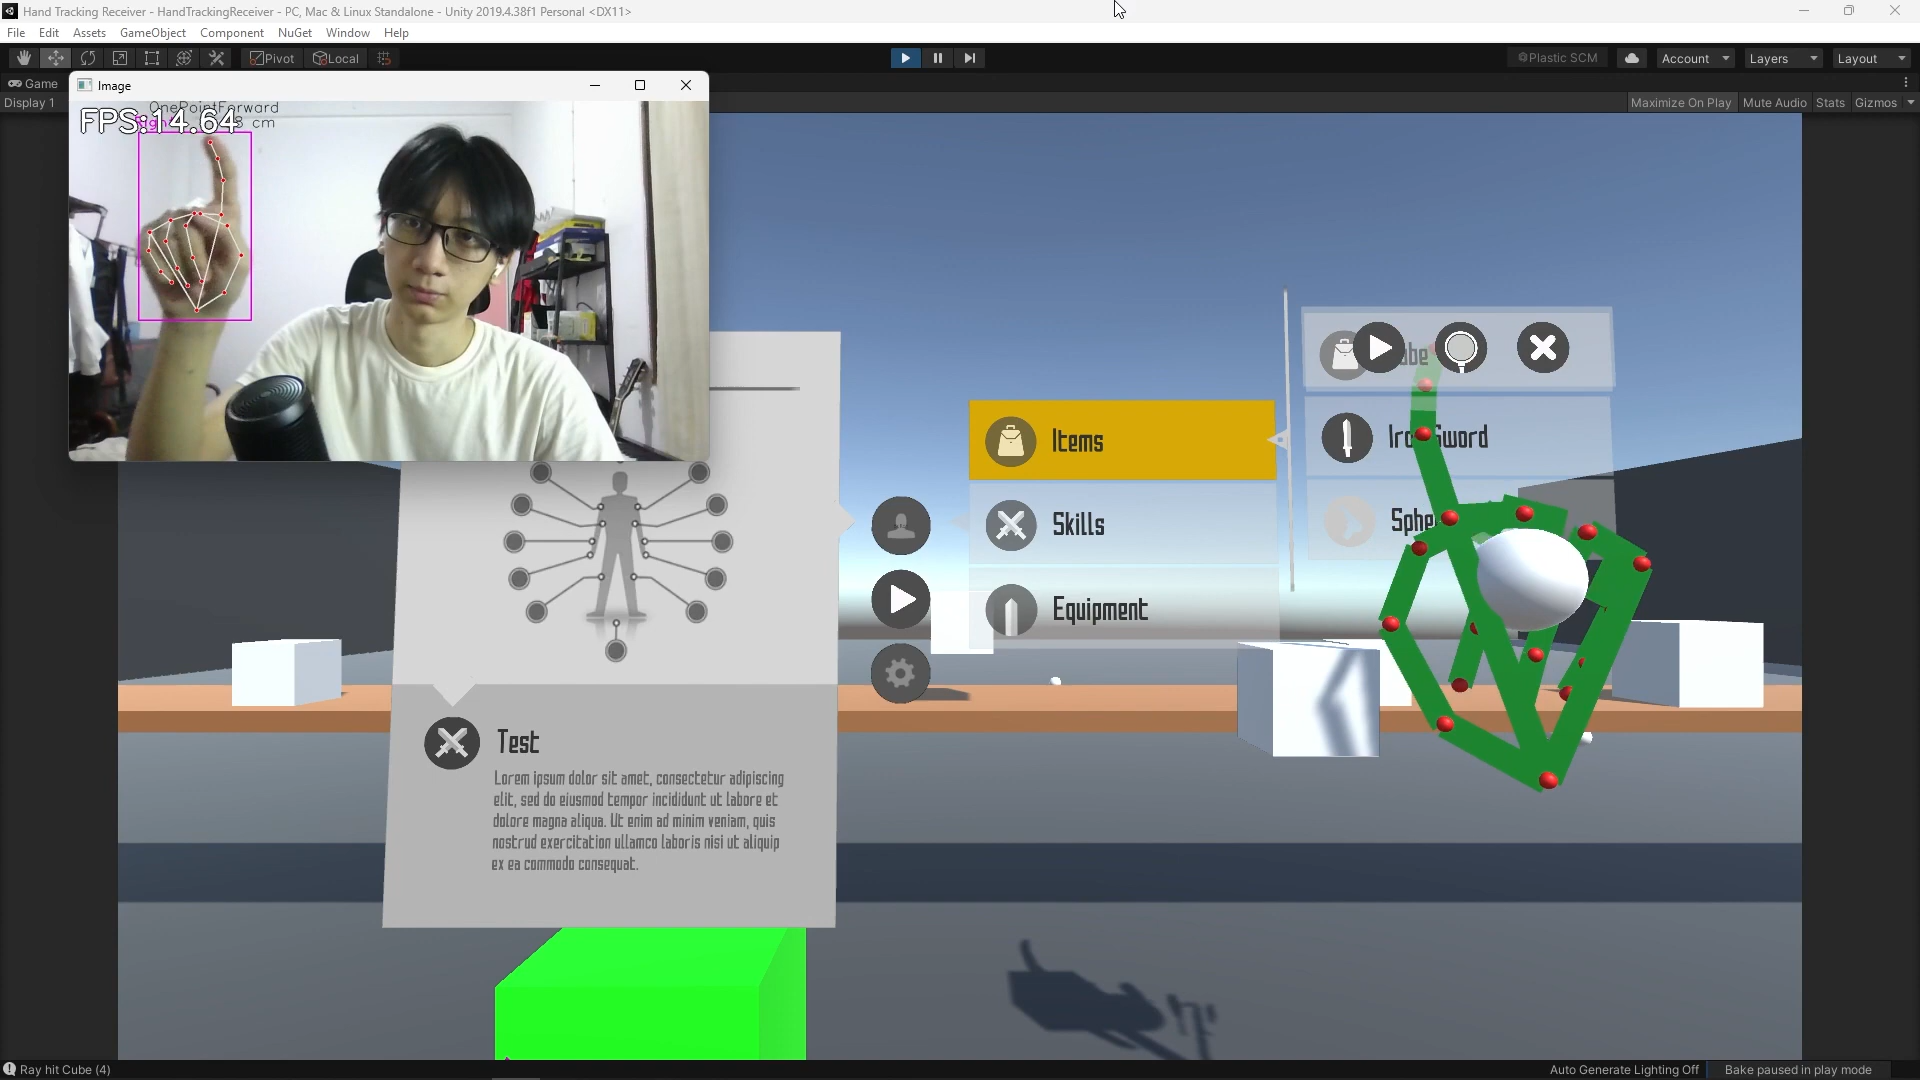 Hand Tracking Receiver - HandTrackingReceiver - PC, Mac & Linux Standalone - Unity 2019.4.38f1 Personal <DX11>
File Edit Assets GameObject Component NuGet Window Help
Pivot Local Plastic SCM Account Layers Layout
Game
Display 1 Maximize On Play Mute Audio Stats Gizmos
Image
OnePointForward
FPS:14.64
cm
Items
Skills
Equipment
Iron Sword
Test
Lorem ipsum dolor sit amet, consectetur adipiscing
elit, sed do eiusmod tempor incididunt ut labore et
dolore magna aliqua. Ut enim ad minim veniam, quis
nostrud exercitation ullamco laboris nisi ut aliquip
ex ea commodo consequat.
Ray hit Cube (4) Auto Generate Lighting Off Bake paused in play mode